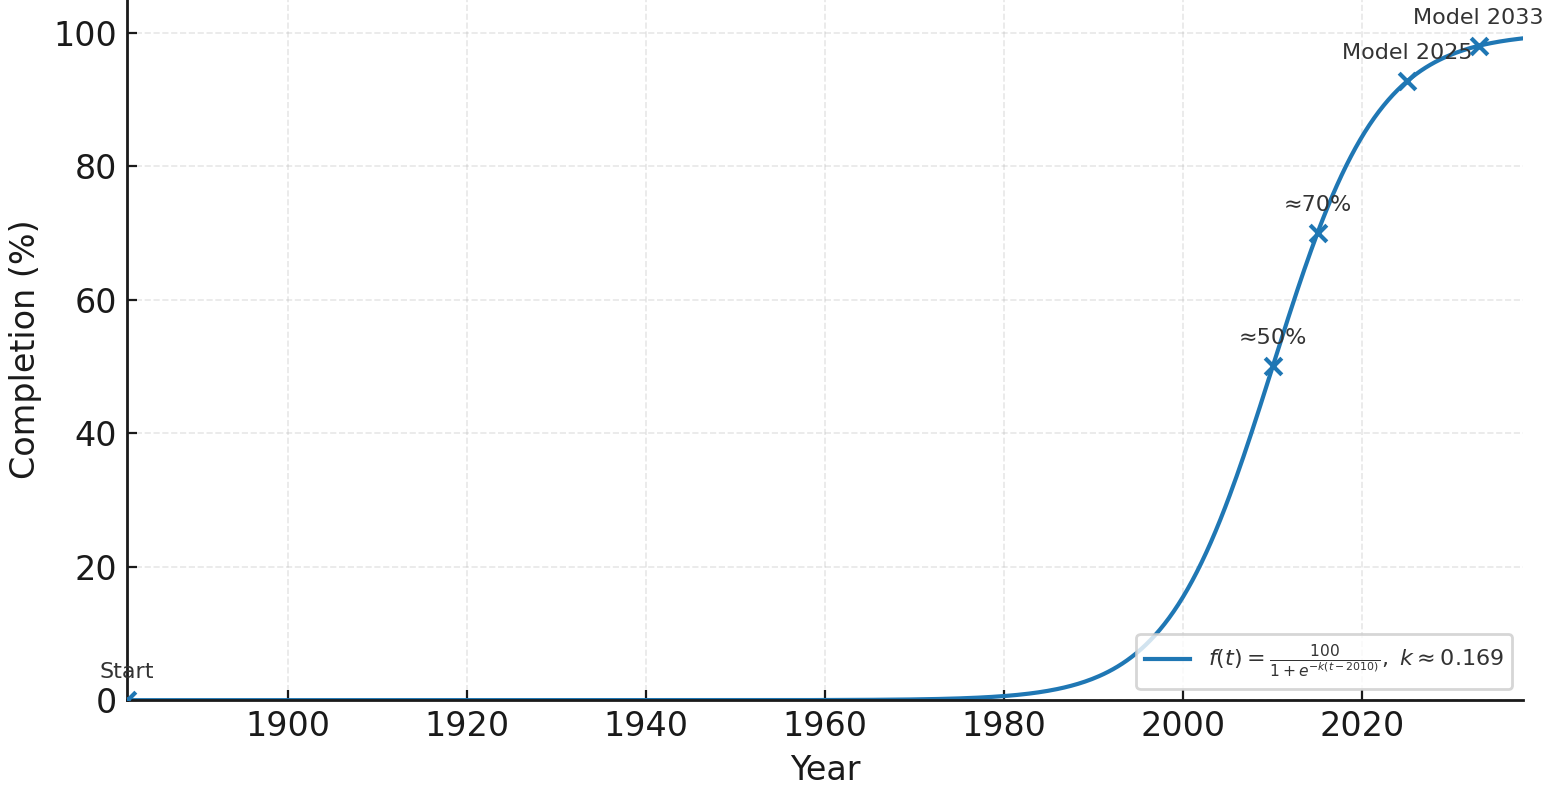 Model 2033
100
Model 2025
80
≈70%
60
≈50%
40
20
f(t) = 100 / (1 + e^{−k(t−2010)}), k ≈ 0.169
Start
0
1900 1920 1940 1960 1980 2000 2020
Year
Completion (%)